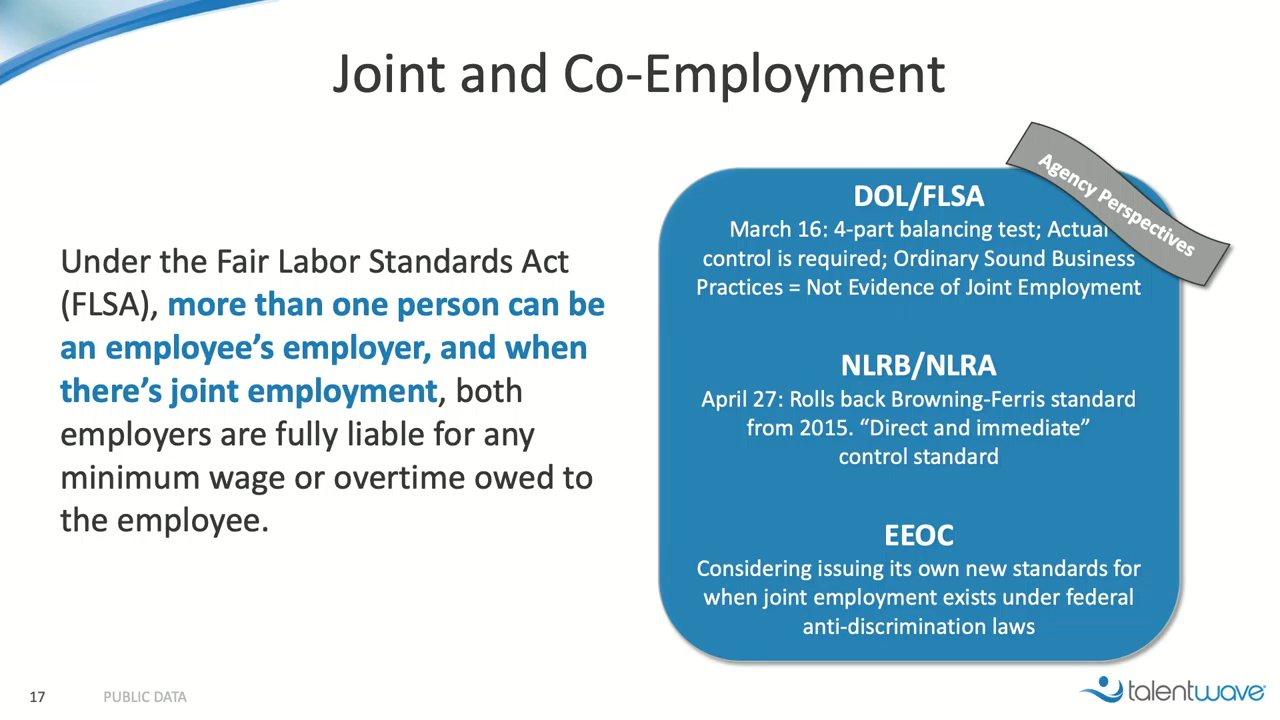 Joint and Co-Employment
Under the Fair Labor Standards Act
(FLSA), more than one person can be
an employee’s employer, and when
there’s joint employment, both
employers are fully liable for any
minimum wage or overtime owed to
the employee.
Agency Perspectives
DOL/FLSA
March 16: 4-part balancing test; Actual
control is required; Ordinary Sound Business
Practices = Not Evidence of Joint Employment
NLRB/NLRA
April 27: Rolls back Browning-Ferris standard
from 2015. “Direct and immediate”
control standard
EEOC
Considering issuing its own new standards for
when joint employment exists under federal
anti-discrimination laws
17
PUBLIC DATA
talentwave